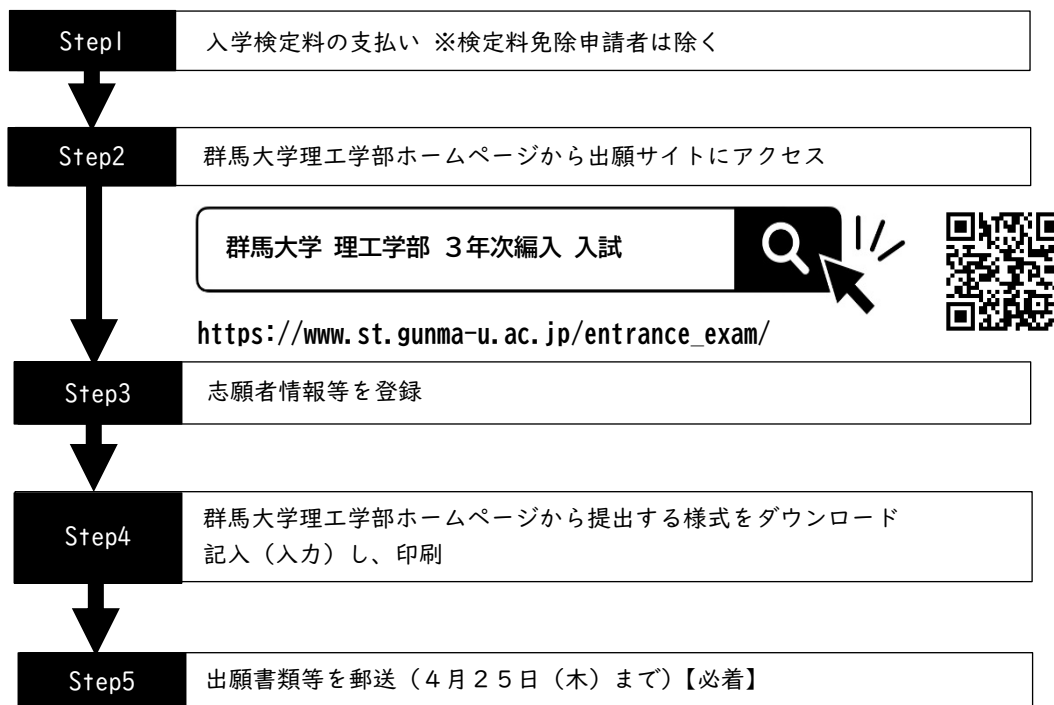 Step1 入学検定料の支払い ※検定料免除申請者は除く
Step2 群馬大学理工学部ホームページから出願サイトにアクセス
群馬大学 理工学部 3年次編入 入試
https://www.st.gunma-u.ac.jp/entrance_exam/
Step3 志願者情報等を登録
Step4 群馬大学理工学部ホームページから提出する様式をダウンロード
記入(入力)し、印刷
Step5 出願書類等を郵送(4月25日(木)まで)【必着】